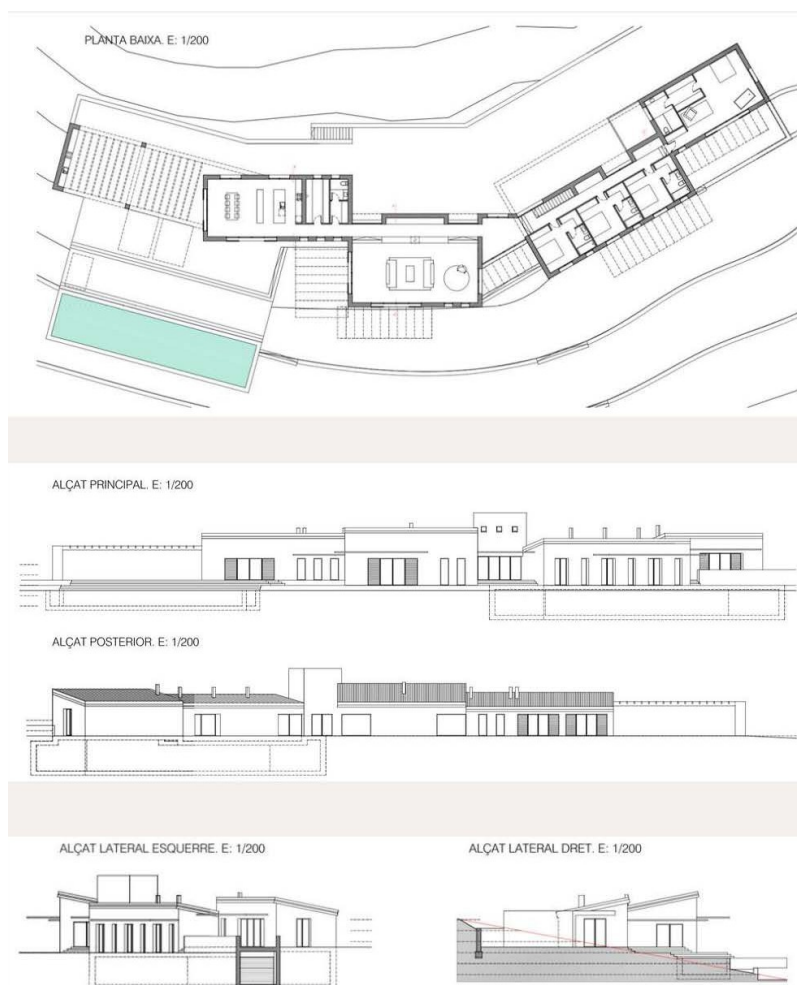 PLANTA BAIXA. E: 1/200
ALÇAT PRINCIPAL. E: 1/200
ALÇAT POSTERIOR. E: 1/200
ALÇAT LATERAL ESQUERRE. E: 1/200
ALÇAT LATERAL DRET. E: 1/200